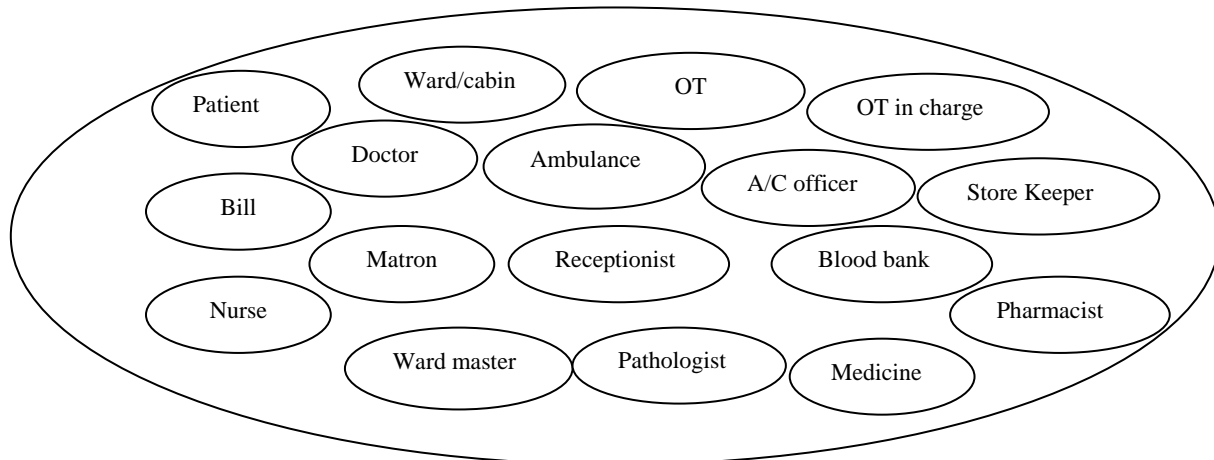 Patient
Ward/cabin
OT
OT in charge
Doctor
Ambulance
A/C officer
Store Keeper
Bill
Matron
Receptionist
Blood bank
Nurse
Pharmacist
Ward master
Pathologist
Medicine